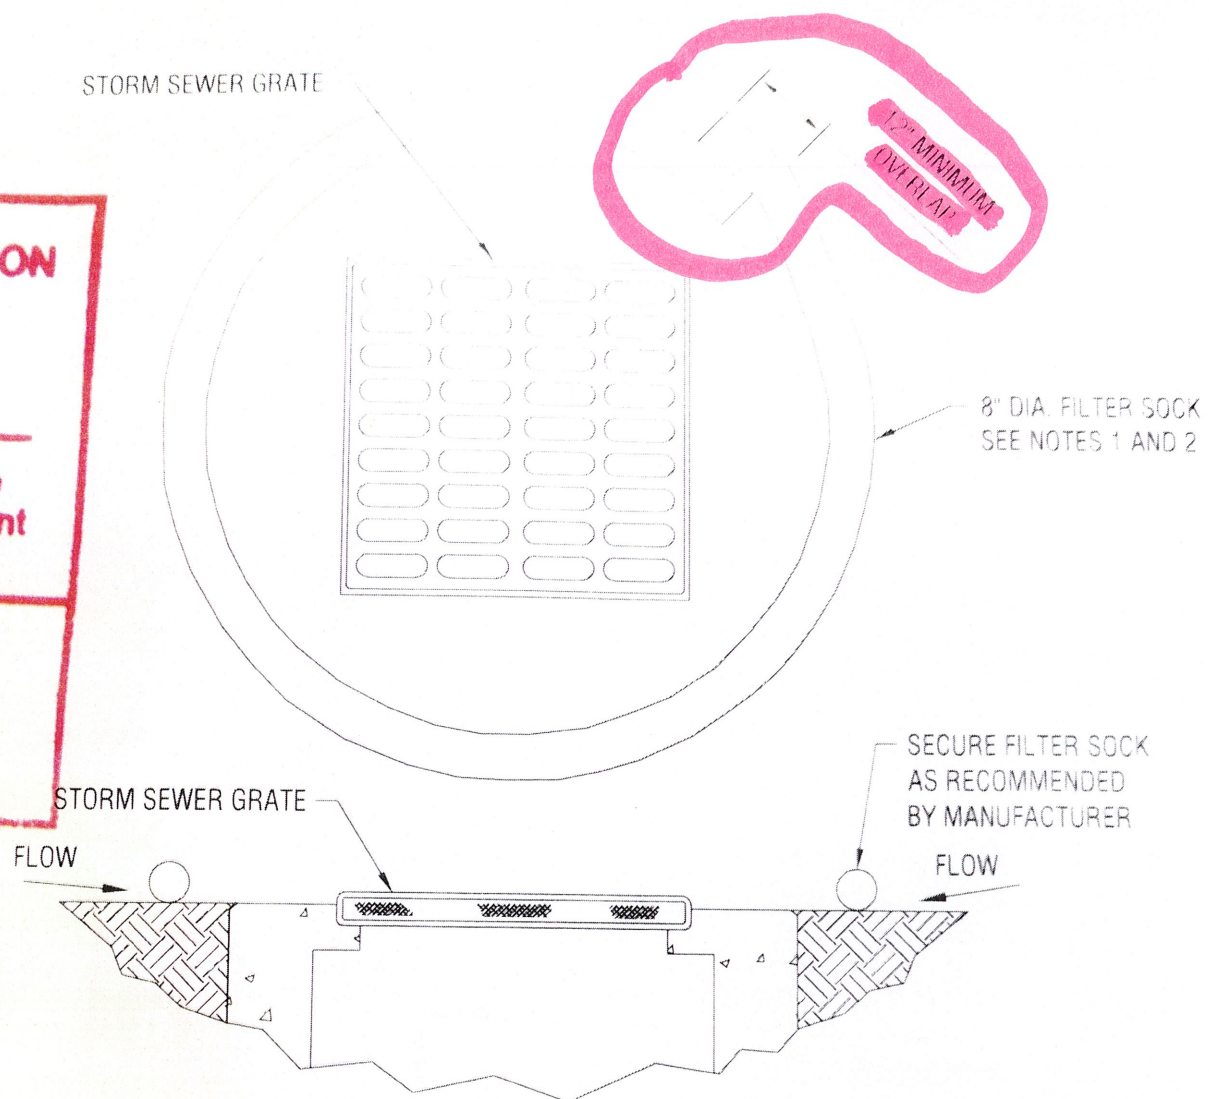 STORM SEWER GRATE
12" MINIMUM
OVERLAP
ON
8" DIA. FILTER SOCK
SEE NOTES 1 AND 2
nt
SECURE FILTER SOCK
AS RECOMMENDED
BY MANUFACTURER
STORM SEWER GRATE
FLOW
FLOW